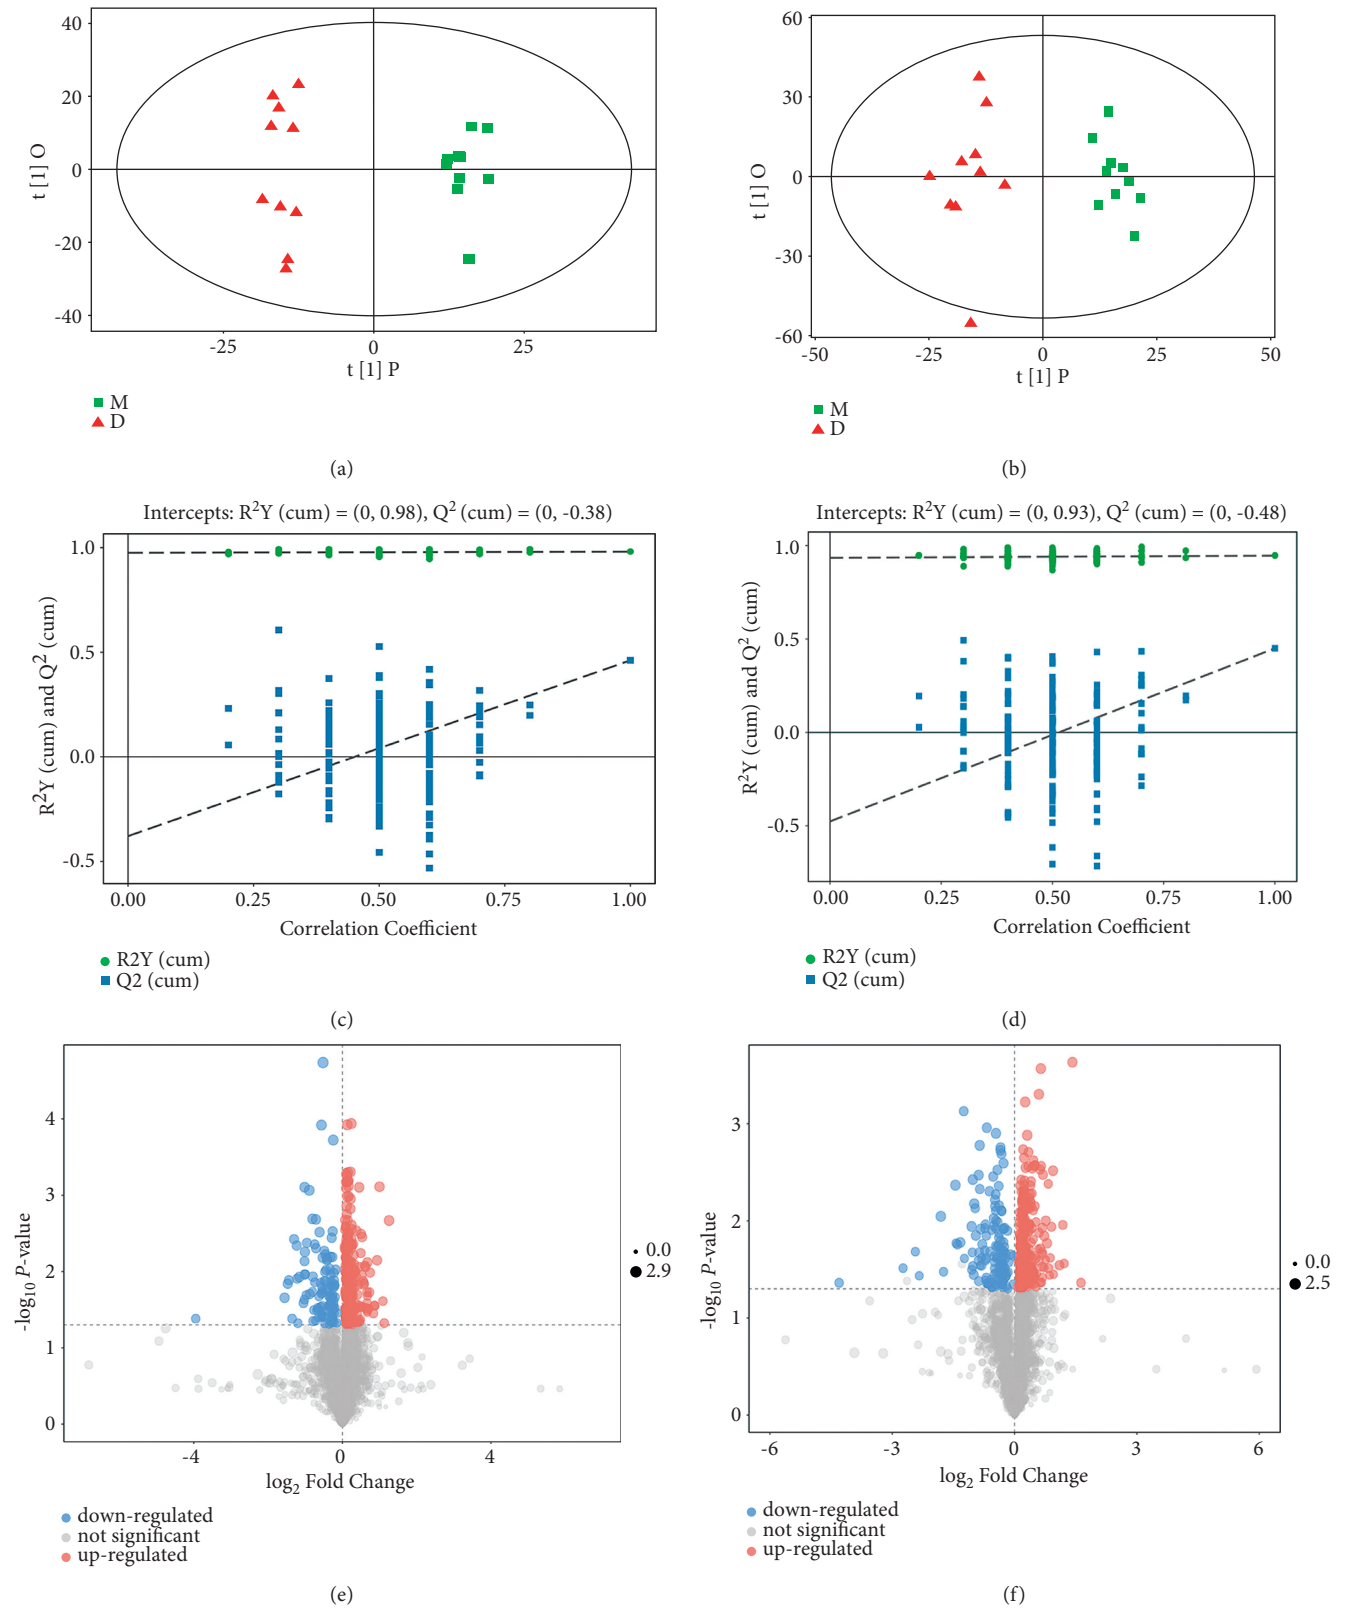 40
20
0
-20
-40
t [1] O
-25
0
25
t [1] P
M
D
(a)
60
30
0
-30
-60
t [1] O
-50
-25
0
25
50
t [1] P
M
D
(b)
Intercepts: R²Y (cum) = (0, 0.98), Q² (cum) = (0, -0.38)
1.0
0.5
0.0
-0.5
R²Y (cum) and Q² (cum)
0.00
0.25
0.50
0.75
1.00
Correlation Coefficient
R2Y (cum)
Q2 (cum)
(c)
Intercepts: R²Y (cum) = (0, 0.93), Q² (cum) = (0, -0.48)
1.0
0.5
0.0
-0.5
R²Y (cum) and Q² (cum)
0.00
0.25
0.50
0.75
1.00
Correlation Coefficient
R2Y (cum)
Q2 (cum)
(d)
4
3
2
1
0
-log₁₀ P-value
-4
0
4
log₂ Fold Change
0.0
2.9
down-regulated
not significant
up-regulated
(e)
3
2
1
0
-log₁₀ P-value
-6
-3
0
3
6
log₂ Fold Change
0.0
2.5
down-regulated
not significant
up-regulated
(f)